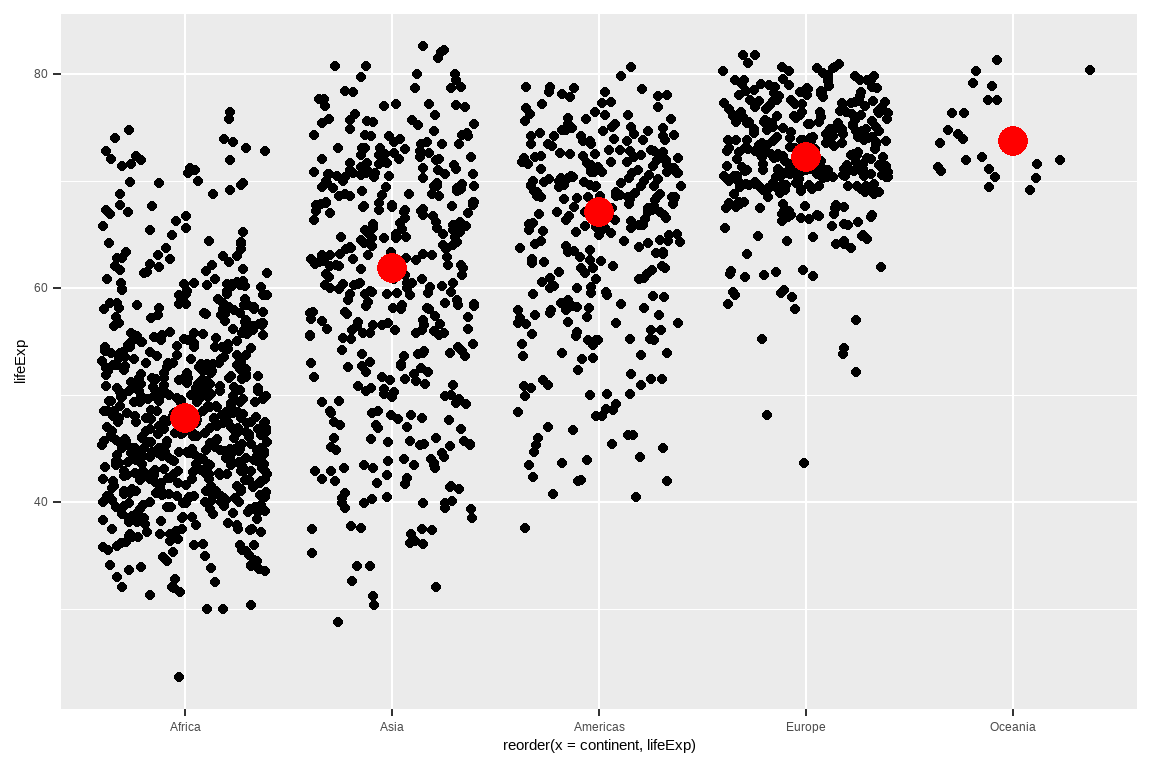 80
60
40
lifeExp
Africa
Asia
Americas
Europe
Oceania
reorder(x = continent, lifeExp)